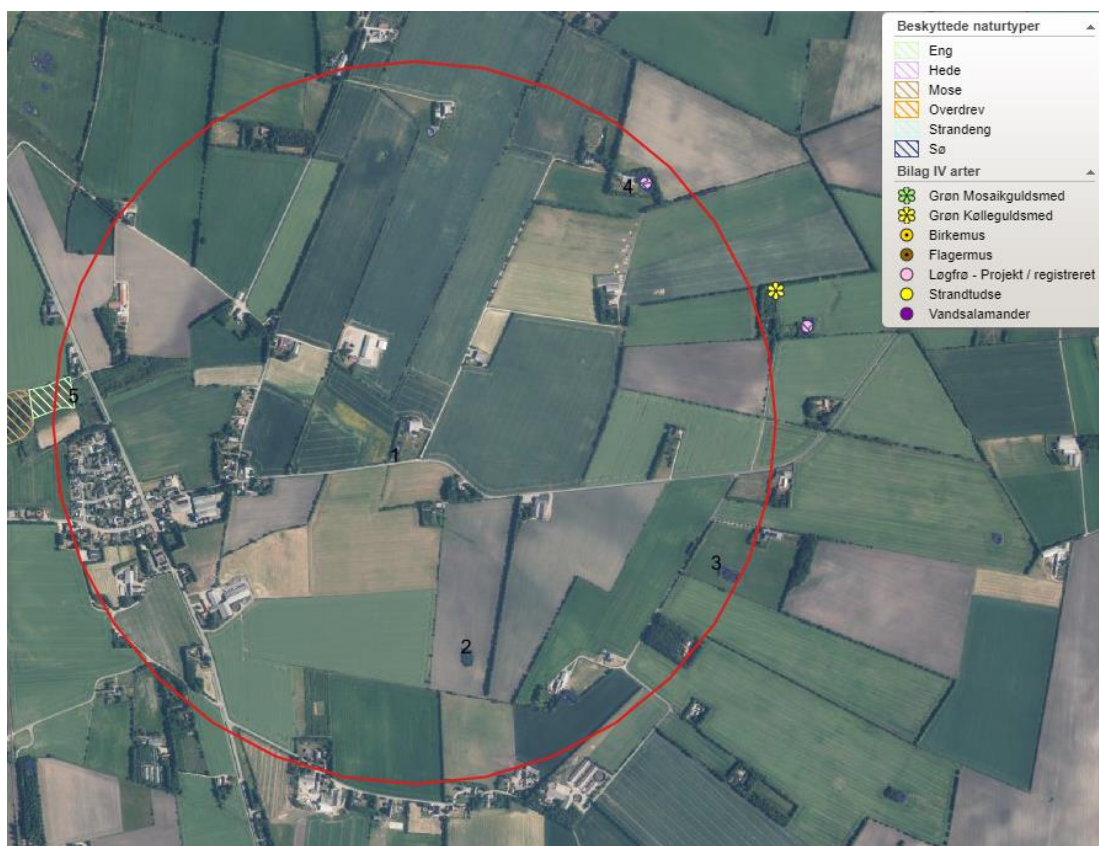 Beskyttede naturtyper
Eng
Hede
Mose
Overdrev
Strandeng
Sø
Bilag IV arter
Grøn Mosaikguldsmed
Grøn Kølleguldsmed
Birkemus
Flagermus
Løgfrø - Projekt / registreret
Strandtudse
Vandsalamander
4
5
1
3
2